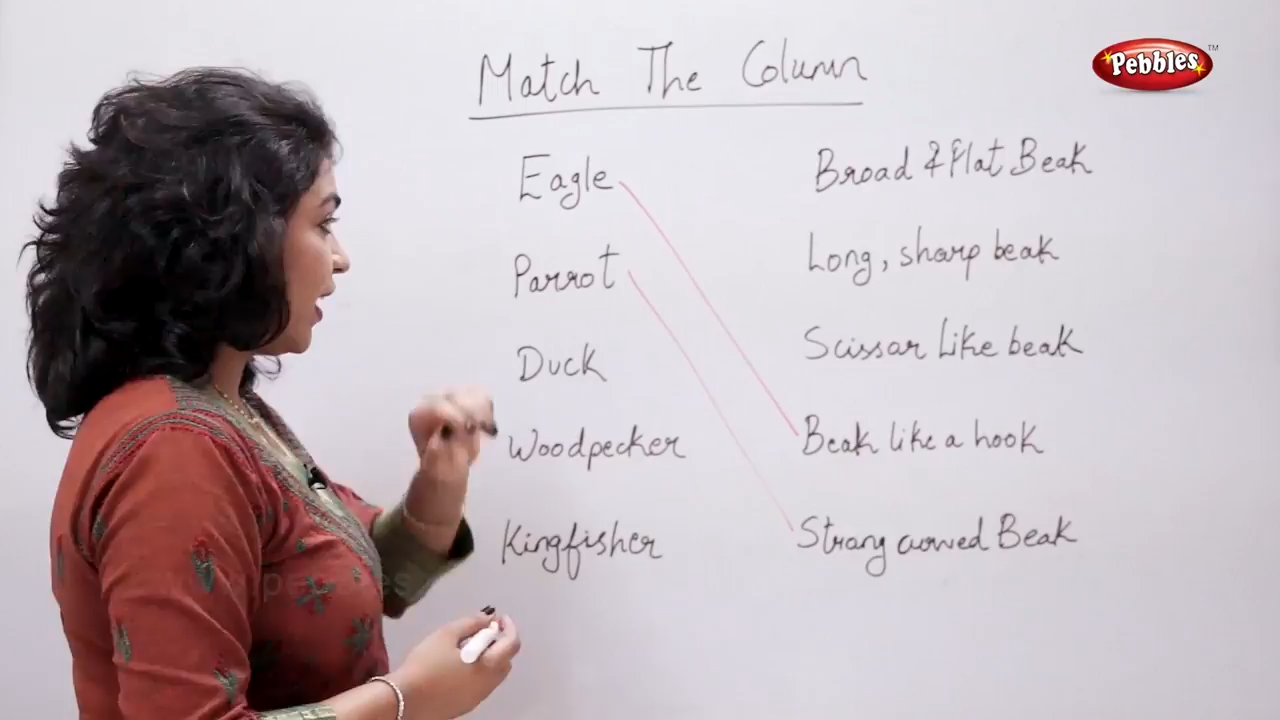 Pebbles™
Match The Column
Eagle
Broad & Flat Beak
Parrot
Long, sharp beak
Duck
Scissar like beak
Woodpecker
Beak like a hook
Kingfisher
Strong curved Beak
pebbles